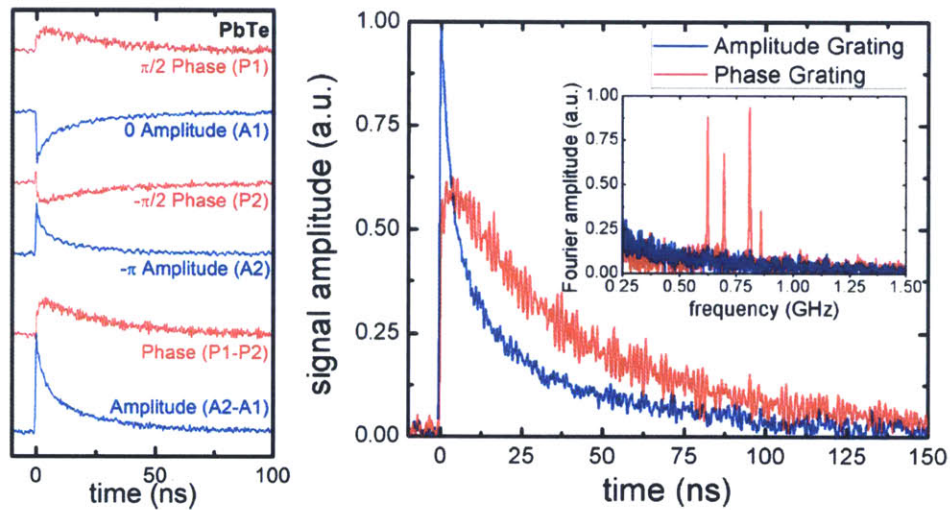 PbTe
π/2 Phase (P1)
0 Amplitude (A1)
-π/2 Phase (P2)
-π Amplitude (A2)
Phase (P1-P2)
Amplitude (A2-A1)
0 50 100
time (ns)
signal amplitude (a.u.)
1.00
0.75
0.50
0.25
0.00
0 25 50 75 100 125 150
time (ns)
Amplitude Grating
Phase Grating
Fourier amplitude (a.u.)
1.00
0.75
0.50
0.25
0.00
0.25 0.50 0.75 1.00 1.25 1.50
frequency (GHz)